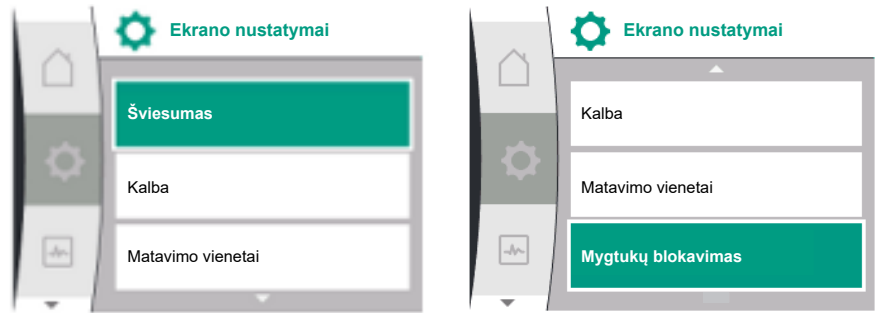 Ekrano nustatymai
Šviesumas
Kalba
Matavimo vienetai
Ekrano nustatymai
Kalba
Matavimo vienetai
Mygtukų blokavimas